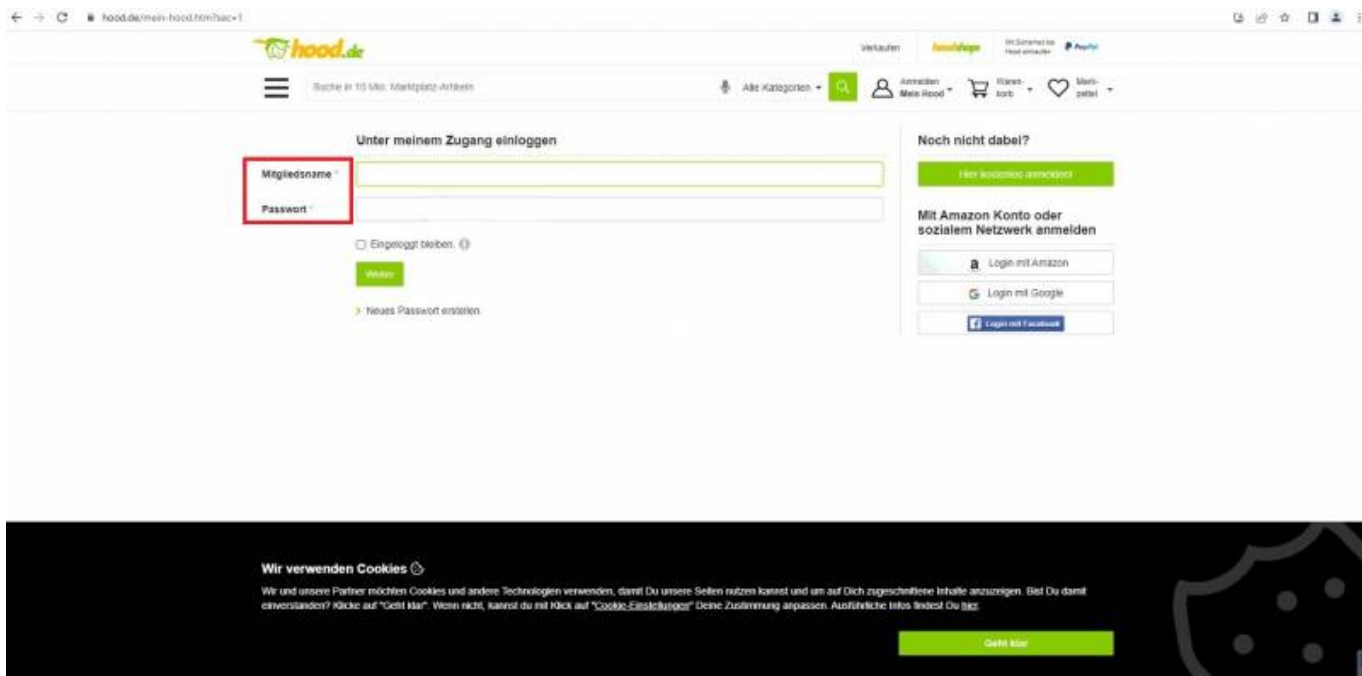 hood.de/mein-hood.htm?sec=1
hood.de
Verkaufen
hoodshops
Mit Sicherheit bei
Hood einkaufen
PayPal
Suche in 10 Mio. Marktplatz-Artikeln
Alle Kategorien
Anmelden
Mein Hood
Waren-
korb
Merk-
zettel
Unter meinem Zugang einloggen
Mitgliedsname *
Passwort *
Eingeloggt bleiben.
Weiter
Neues Passwort erstellen.
Noch nicht dabei?
Hier kostenlos anmelden!
Mit Amazon Konto oder
sozialem Netzwerk anmelden
Login mit Amazon
Login mit Google
Login mit Facebook
Wir verwenden Cookies
Wir und unsere Partner möchten Cookies und andere Technologien verwenden, damit Du unsere Seiten nutzen kannst und um auf Dich zugeschnittene Inhalte anzuzeigen. Bist Du damit
einverstanden? Klicke auf "Geht klar". Wenn nicht, kannst du mit Klick auf "Cookie-Einstellungen" Deine Zustimmung anpassen. Ausführliche Infos findest Du hier.
Geht klar